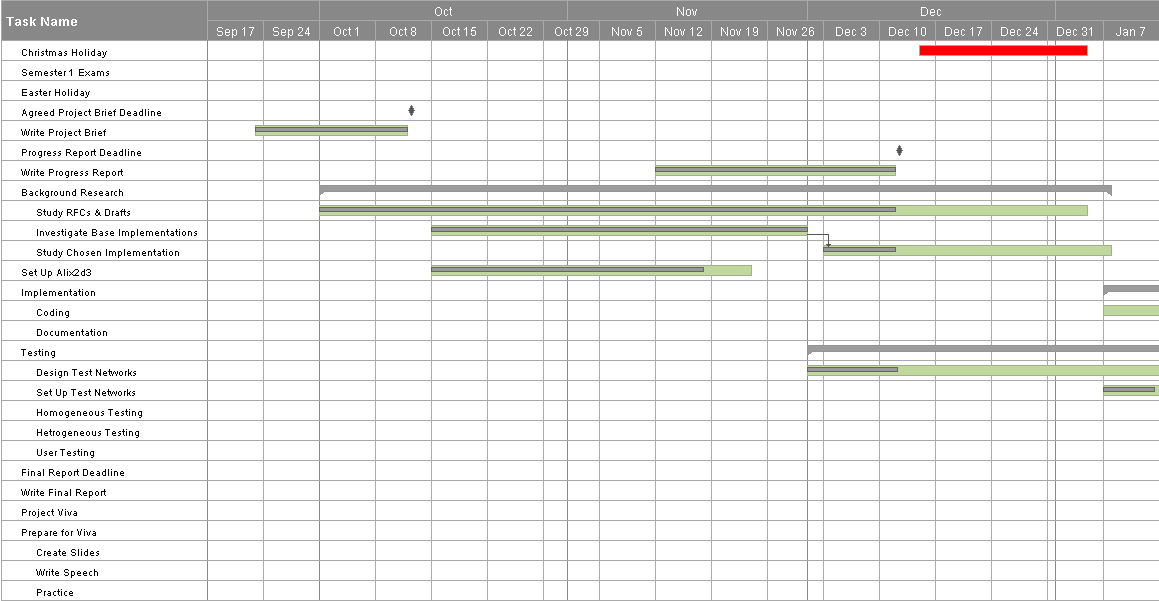 Task Name
Oct Nov Dec
Sep 17 Sep 24 Oct 1 Oct 8 Oct 15 Oct 22 Oct 29 Nov 5 Nov 12 Nov 19 Nov 26 Dec 3 Dec 10 Dec 17 Dec 24 Dec 31 Jan 7
Christmas Holiday
Semester 1 Exams
Easter Holiday
Agreed Project Brief Deadline
Write Project Brief
Progress Report Deadline
Write Progress Report
Background Research
Study RFCs & Drafts
Investigate Base Implementations
Study Chosen Implementation
Set Up Alix2d3
Implementation
Coding
Documentation
Testing
Design Test Networks
Set Up Test Networks
Homogeneous Testing
Hetrogeneous Testing
User Testing
Final Report Deadline
Write Final Report
Project Viva
Prepare for Viva
Create Slides
Write Speech
Practice